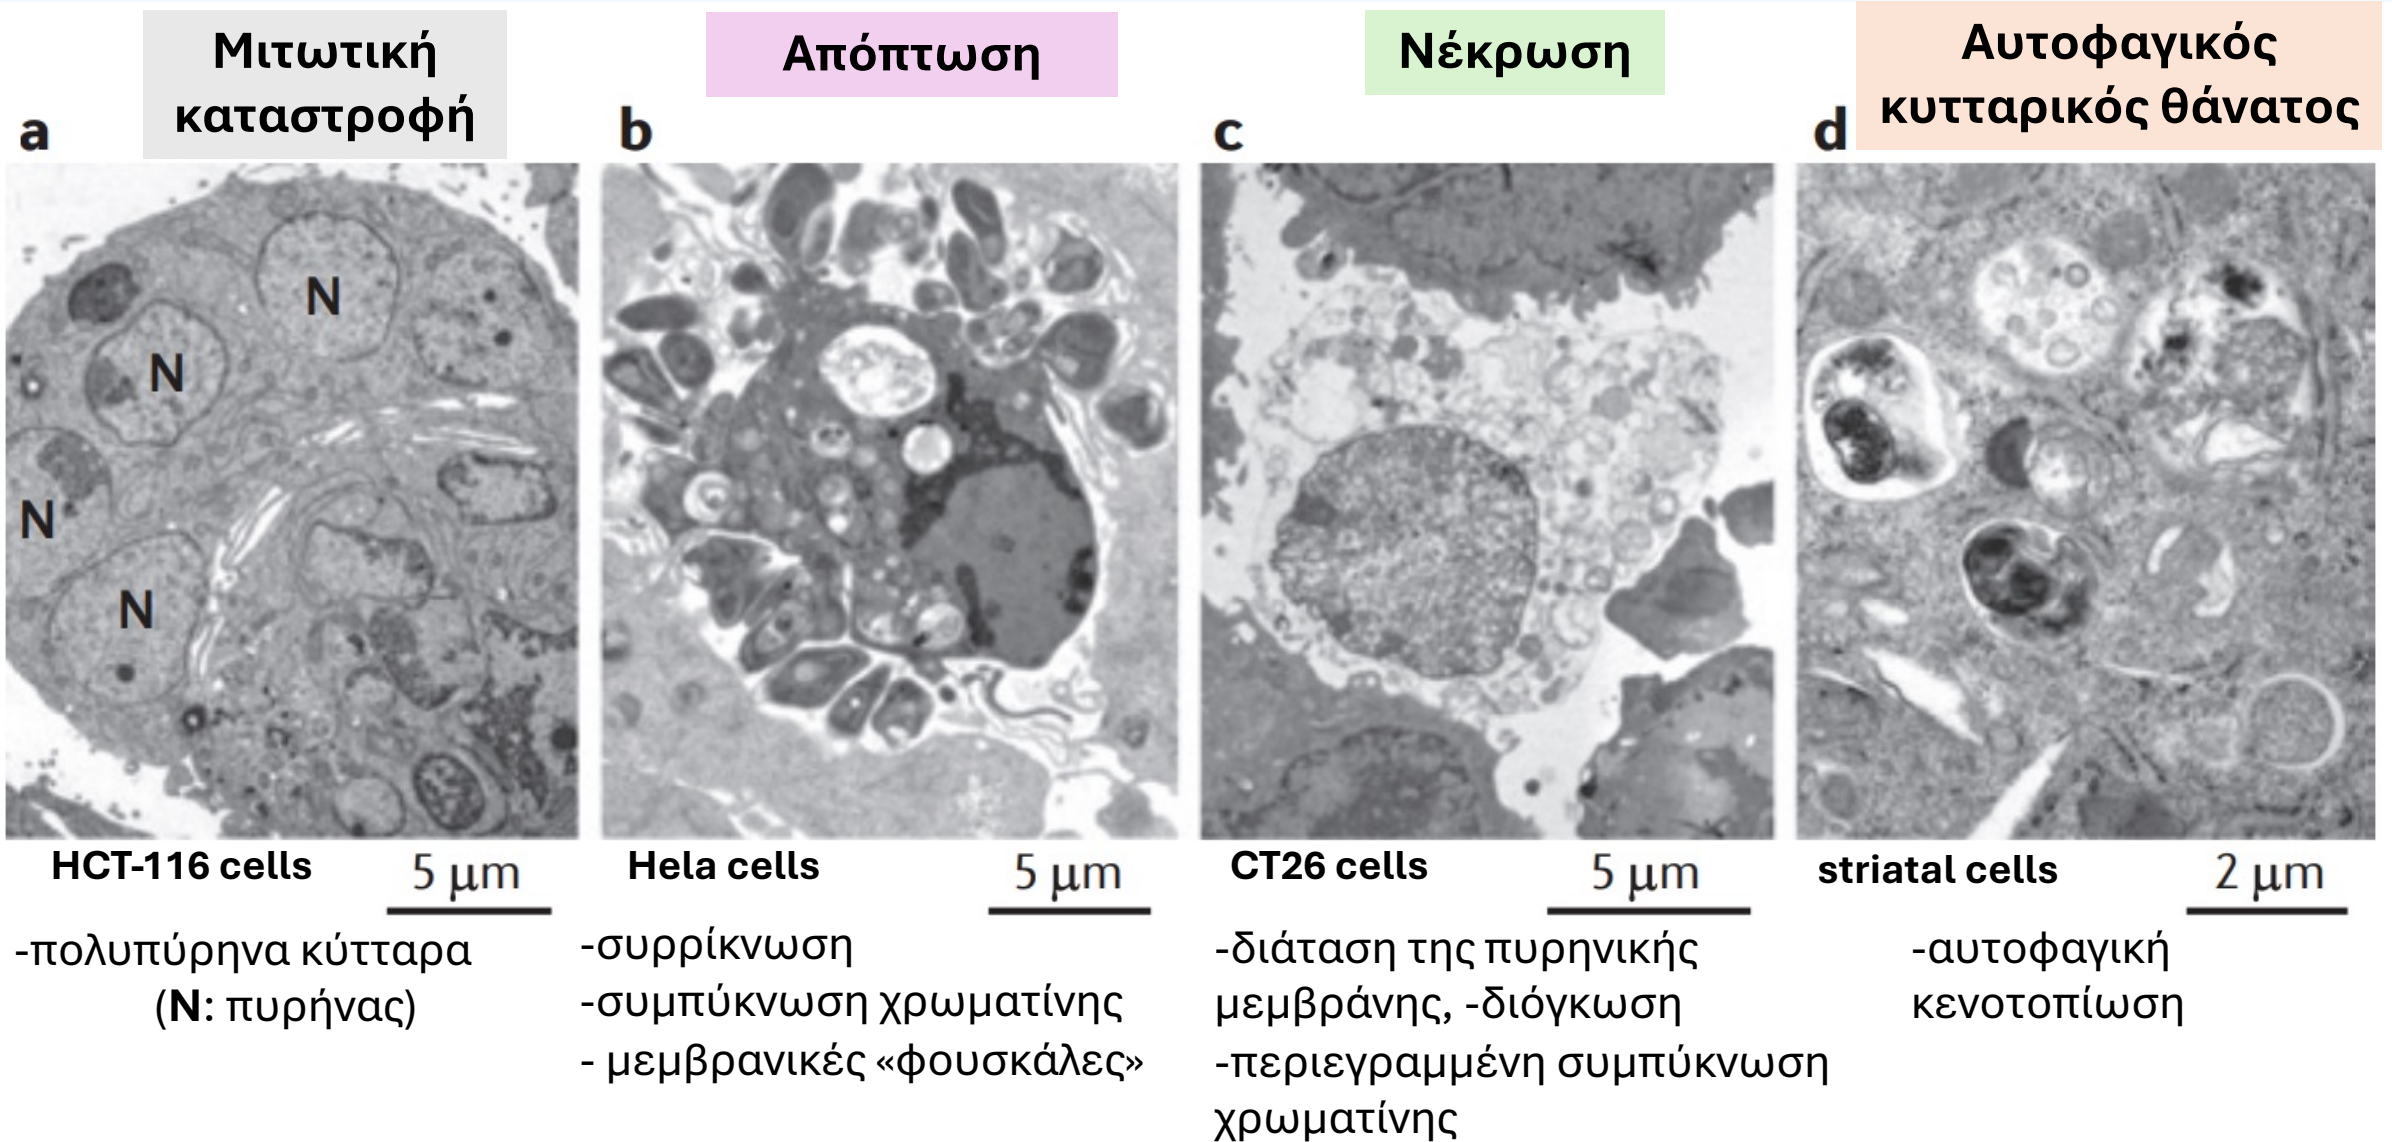 Μιτωτική
καταστροφή
Απόπτωση
Νέκρωση
Αυτοφαγικός
κυτταρικός θάνατος
a
b
c
d
N
N
N
N
HCT-116 cells
5 μm
Hela cells
5 μm
CT26 cells
5 μm
striatal cells
2 μm
-πολυπύρηνα κύτταρα
(N: πυρήνας)
-συρρίκνωση
-συμπύκνωση χρωματίνης
- μεμβρανικές «φουσκάλες»
-διάταση της πυρηνικής
μεμβράνης, -διόγκωση
-περιεγραμμένη συμπύκνωση
χρωματίνης
-αυτοφαγική
κενοτοπίωση